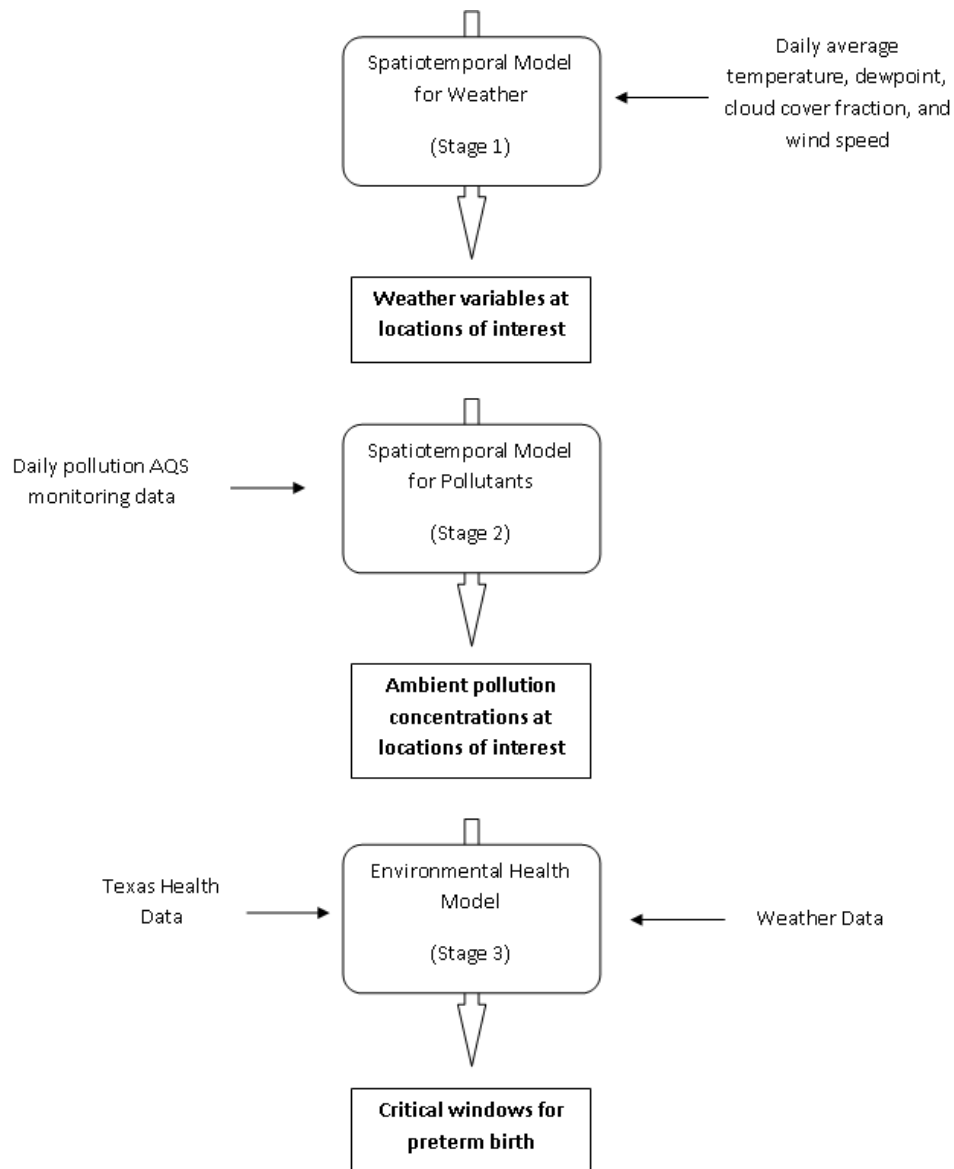 Spatiotemporal Model
for Weather
(Stage 1)
Daily average
temperature, dewpoint,
cloud cover fraction, and
wind speed
Weather variables at
locations of interest
Daily pollution AQS
monitoring data
Spatiotemporal Model
for Pollutants
(Stage 2)
Ambient pollution
concentrations at
locations of interest
Texas Health
Data
Environmental Health
Model
(Stage 3)
Weather Data
Critical windows for
preterm birth